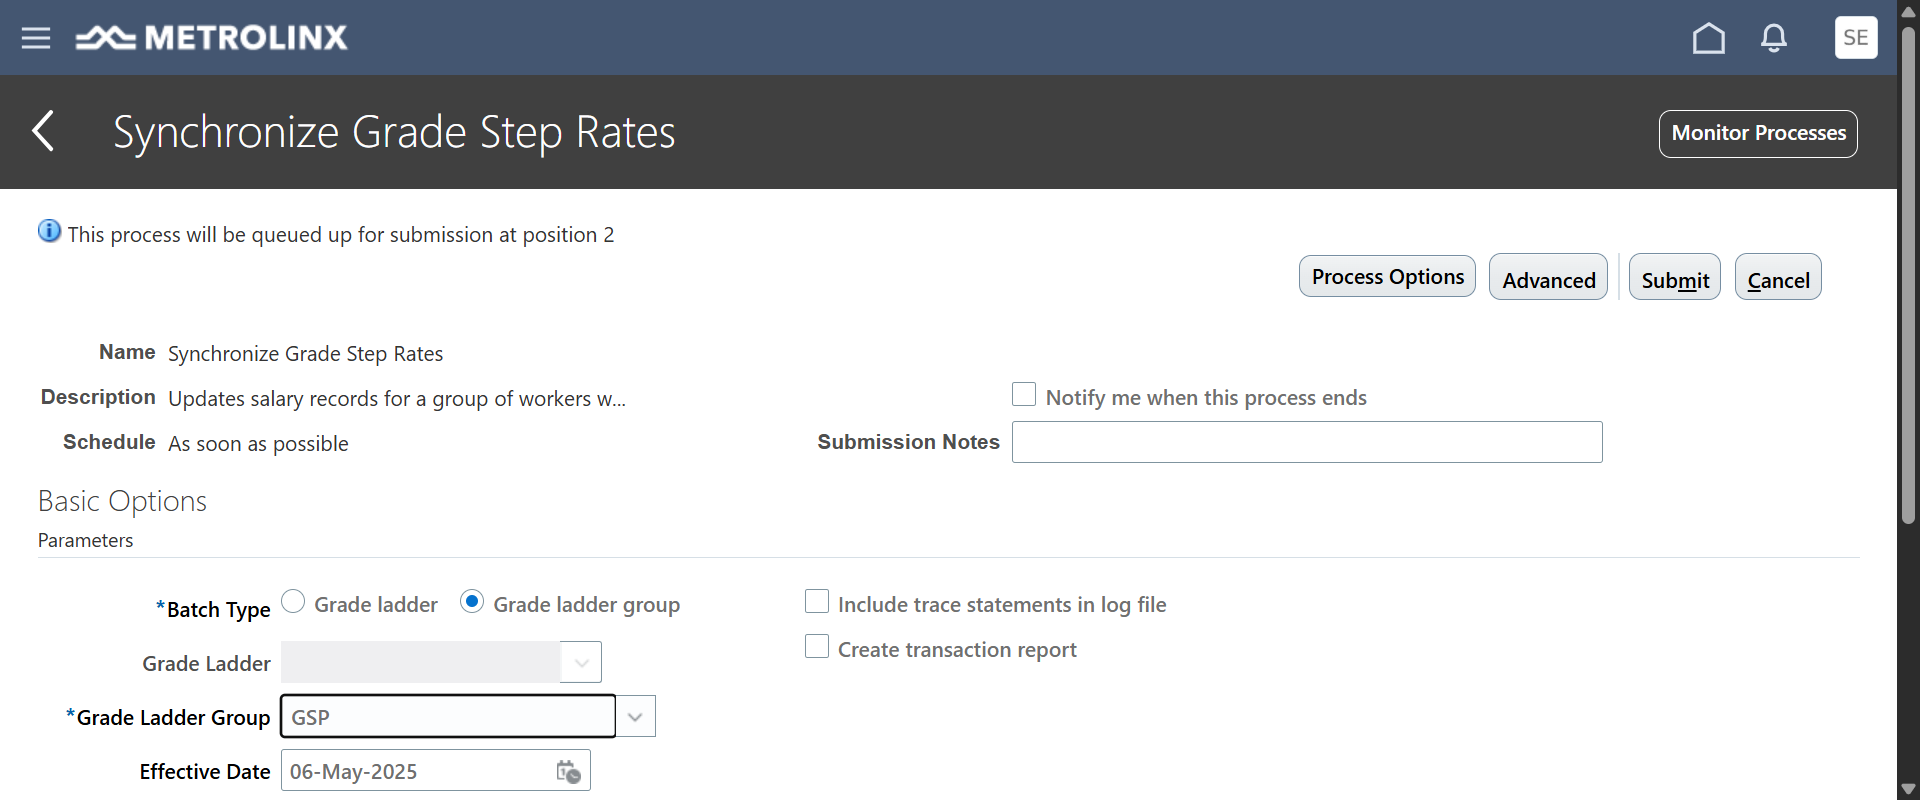 METROLINX
SE
Synchronize Grade Step Rates
Monitor Processes
This process will be queued up for submission at position 2
Process Options
Advanced
Submit
Cancel
Name Synchronize Grade Step Rates
Description Updates salary records for a group of workers w...
Notify me when this process ends
Schedule As soon as possible
Submission Notes
Basic Options
Parameters
*Batch Type Grade ladder Grade ladder group
Include trace statements in log file
Create transaction report
Grade Ladder
*Grade Ladder Group GSP
Effective Date 06-May-2025